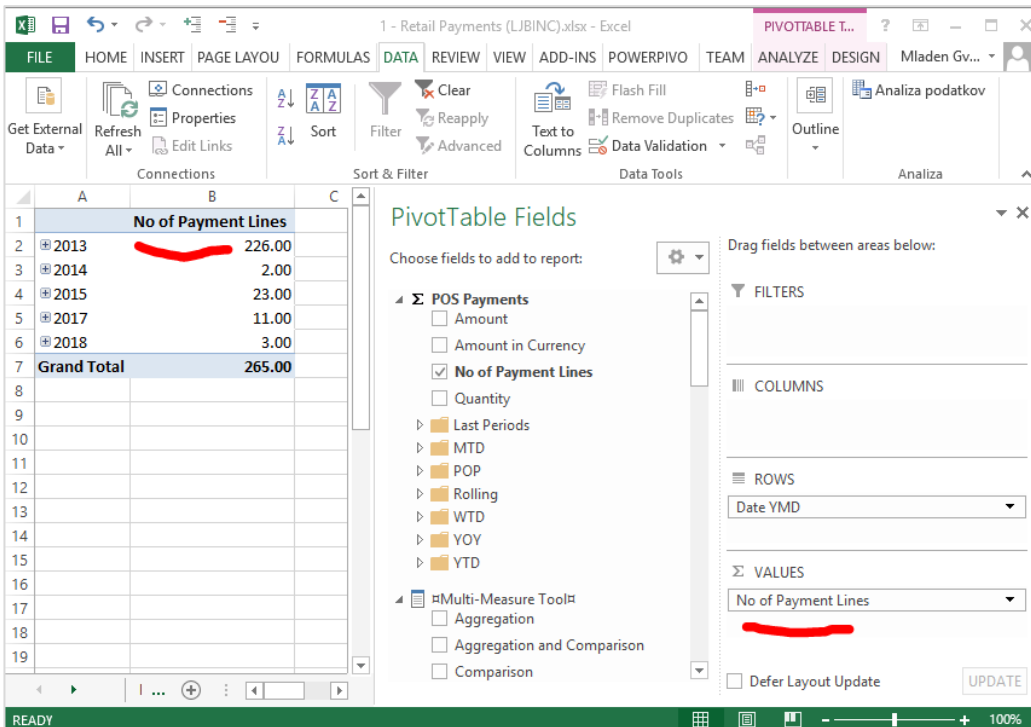 1 - Retail Payments (LJBINC).xlsx - Excel
PIVOTTABLE T...
?
FILE HOME INSERT PAGE LAYOU FORMULAS DATA REVIEW VIEW ADD-INS POWERPIVO TEAM ANALYZE DESIGN Mladen Gv...
Get External Data
Refresh All
Connections
Properties
Edit Links
Connections
Sort
Filter
Clear
Reapply
Advanced
Sort & Filter
Text to Columns
Flash Fill
Remove Duplicates
Data Validation
Data Tools
Outline
Analiza podatkov
Analiza
A B C
1 No of Payment Lines
2 2013 226.00
3 2014 2.00
4 2015 23.00
5 2017 11.00
6 2018 3.00
7 Grand Total 265.00
8
9
10
11
12
13
14
15
16
17
18
19
PivotTable Fields
Choose fields to add to report:
Σ POS Payments
Amount
Amount in Currency
No of Payment Lines
Quantity
Last Periods
MTD
POP
Rolling
WTD
YOY
YTD
¤Multi-Measure Tool¤
Aggregation
Aggregation and Comparison
Comparison
Drag fields between areas below:
FILTERS
COLUMNS
ROWS
Date YMD
Σ VALUES
No of Payment Lines
Defer Layout Update
UPDATE
...
READY
100%